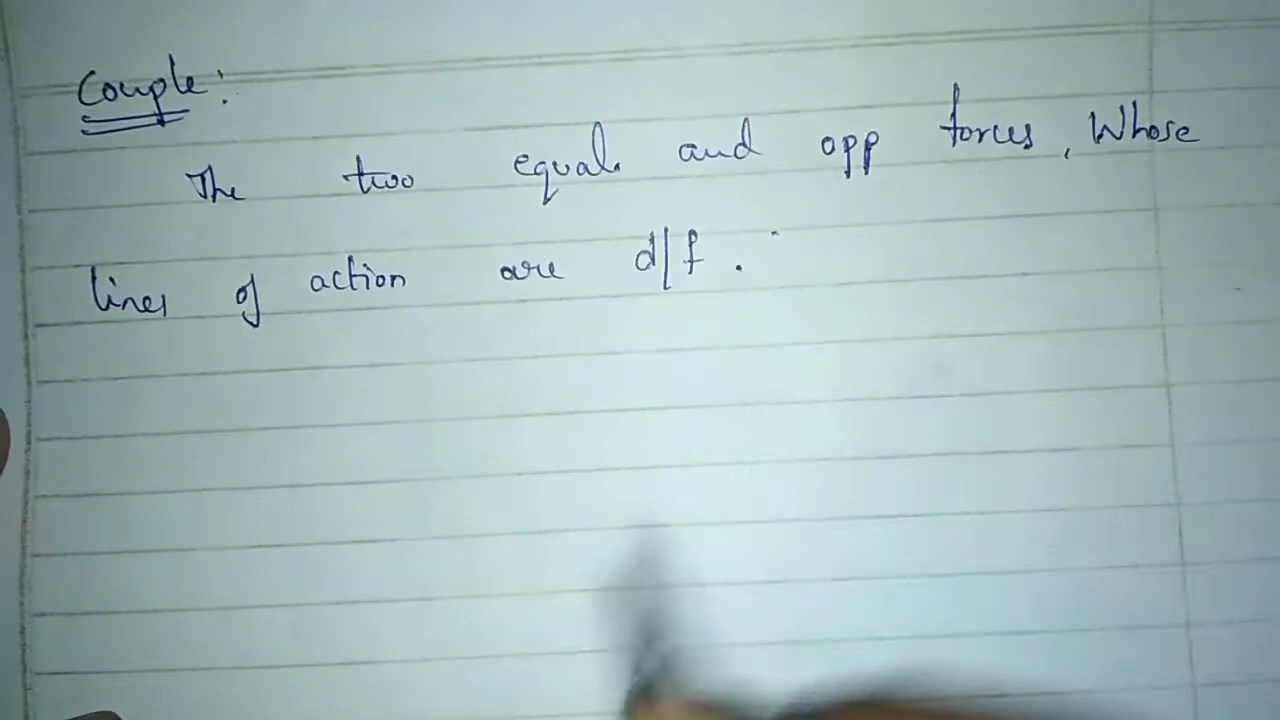 Couple:
The two equal and opp forces, Whose
lines of action are d/f.